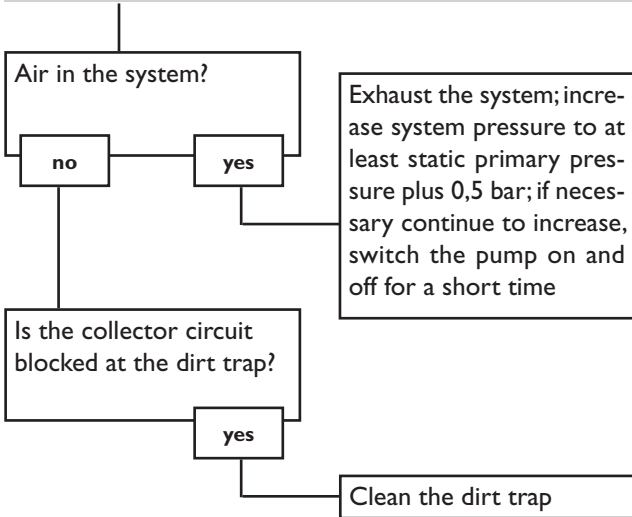 Air in the system?
no
yes
Exhaust the system; incre-
ase system pressure to at
least static primary pres-
sure plus 0,5 bar; if neces-
sary continue to increase,
switch the pump on and
off for a short time
Is the collector circuit
blocked at the dirt trap?
yes
Clean the dirt trap